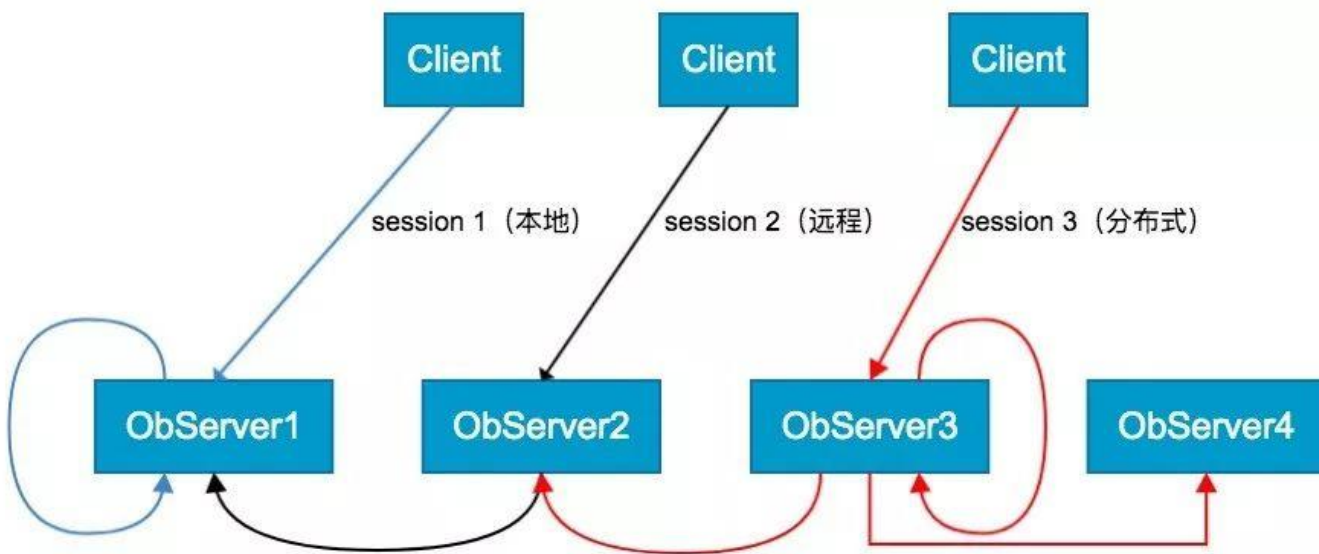 Client
Client
Client
session 1（本地）
session 2（远程）
session 3（分布式）
ObServer1
ObServer2
ObServer3
ObServer4